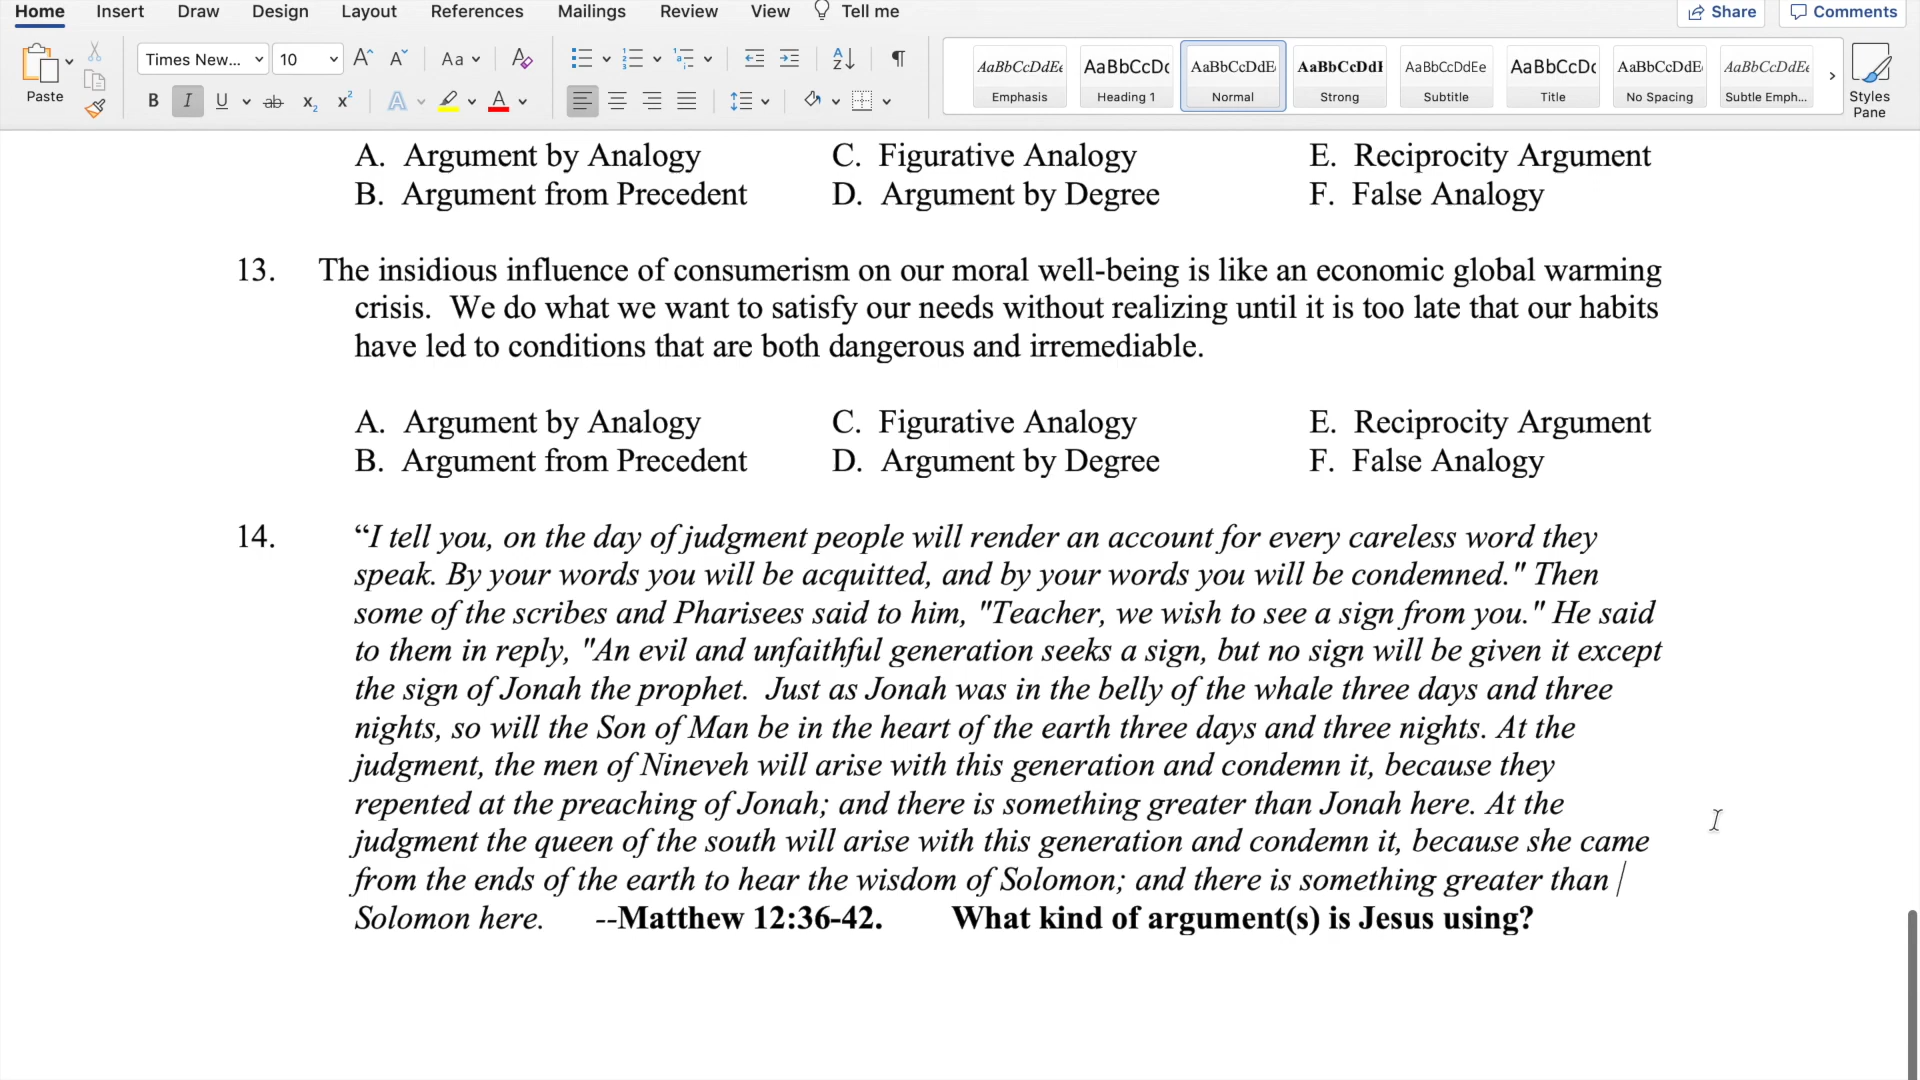 Home Insert Draw Design Layout References Mailings Review View Tell me Share Comments
Times New... 10 Aa
Paste
B I U ab x2 x2 A A
AaBbCcDdEe AaBbCcDc AaBbCcDdE AaBbCcDdI AaBbCcDdEe AaBbCcDc AaBbCcDdE AaBbCcDdEe
Emphasis Heading 1 Normal Strong Subtitle Title No Spacing Subtle Emph... Styles Pane
A. Argument by Analogy C. Figurative Analogy E. Reciprocity Argument
B. Argument from Precedent D. Argument by Degree F. False Analogy
13. The insidious influence of consumerism on our moral well-being is like an economic global warming
crisis. We do what we want to satisfy our needs without realizing until it is too late that our habits
have led to conditions that are both dangerous and irremediable.
A. Argument by Analogy C. Figurative Analogy E. Reciprocity Argument
B. Argument from Precedent D. Argument by Degree F. False Analogy
14. “I tell you, on the day of judgment people will render an account for every careless word they
speak. By your words you will be acquitted, and by your words you will be condemned." Then
some of the scribes and Pharisees said to him, "Teacher, we wish to see a sign from you." He said
to them in reply, "An evil and unfaithful generation seeks a sign, but no sign will be given it except
the sign of Jonah the prophet. Just as Jonah was in the belly of the whale three days and three
nights, so will the Son of Man be in the heart of the earth three days and three nights. At the
judgment, the men of Nineveh will arise with this generation and condemn it, because they
repented at the preaching of Jonah; and there is something greater than Jonah here. At the
judgment the queen of the south will arise with this generation and condemn it, because she came
from the ends of the earth to hear the wisdom of Solomon; and there is something greater than
Solomon here. --Matthew 12:36-42. What kind of argument(s) is Jesus using?